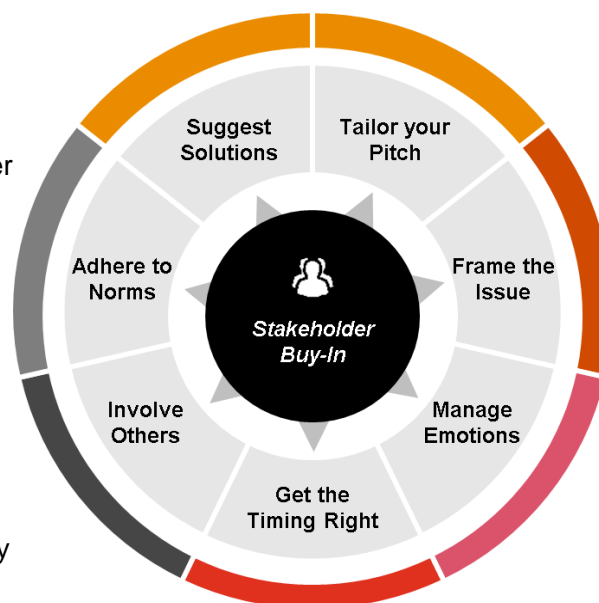 Suggest
Solutions
Tailor your
Pitch
er
Adhere to
Norms
Frame the
Issue
Stakeholder
Buy-In
Involve
Others
Manage
Emotions
Get the
Timing Right
y